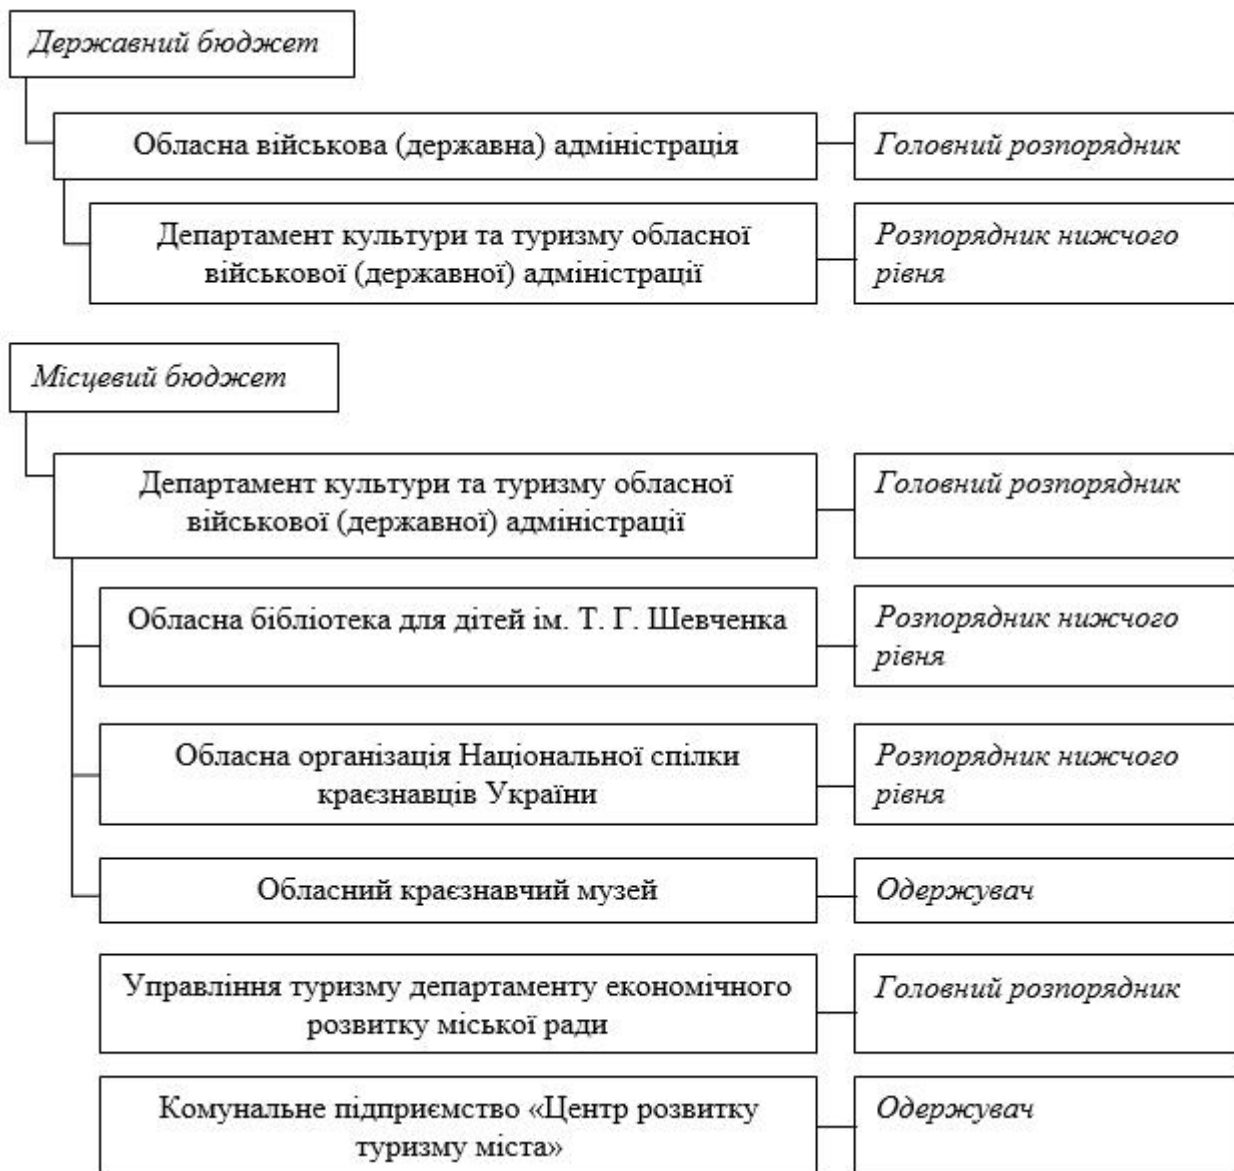 Державний бюджет
Обласна військова (державна) адміністрація
Головний розпорядник
Департамент культури та туризму обласної
військової (державної) адміністрації
Розпорядник нижчого
рівня
Місцевий бюджет
Департамент культури та туризму обласної
військової (державної) адміністрації
Головний розпорядник
Обласна бібліотека для дітей ім. Т. Г. Шевченка
Розпорядник нижчого
рівня
Обласна організація Національної спілки
краєзнавців України
Розпорядник нижчого
рівня
Обласний краєзнавчий музей
Одержувач
Управління туризму департаменту економічного
розвитку міської ради
Головний розпорядник
Комунальне підприємство «Центр розвитку
туризму міста»
Одержувач